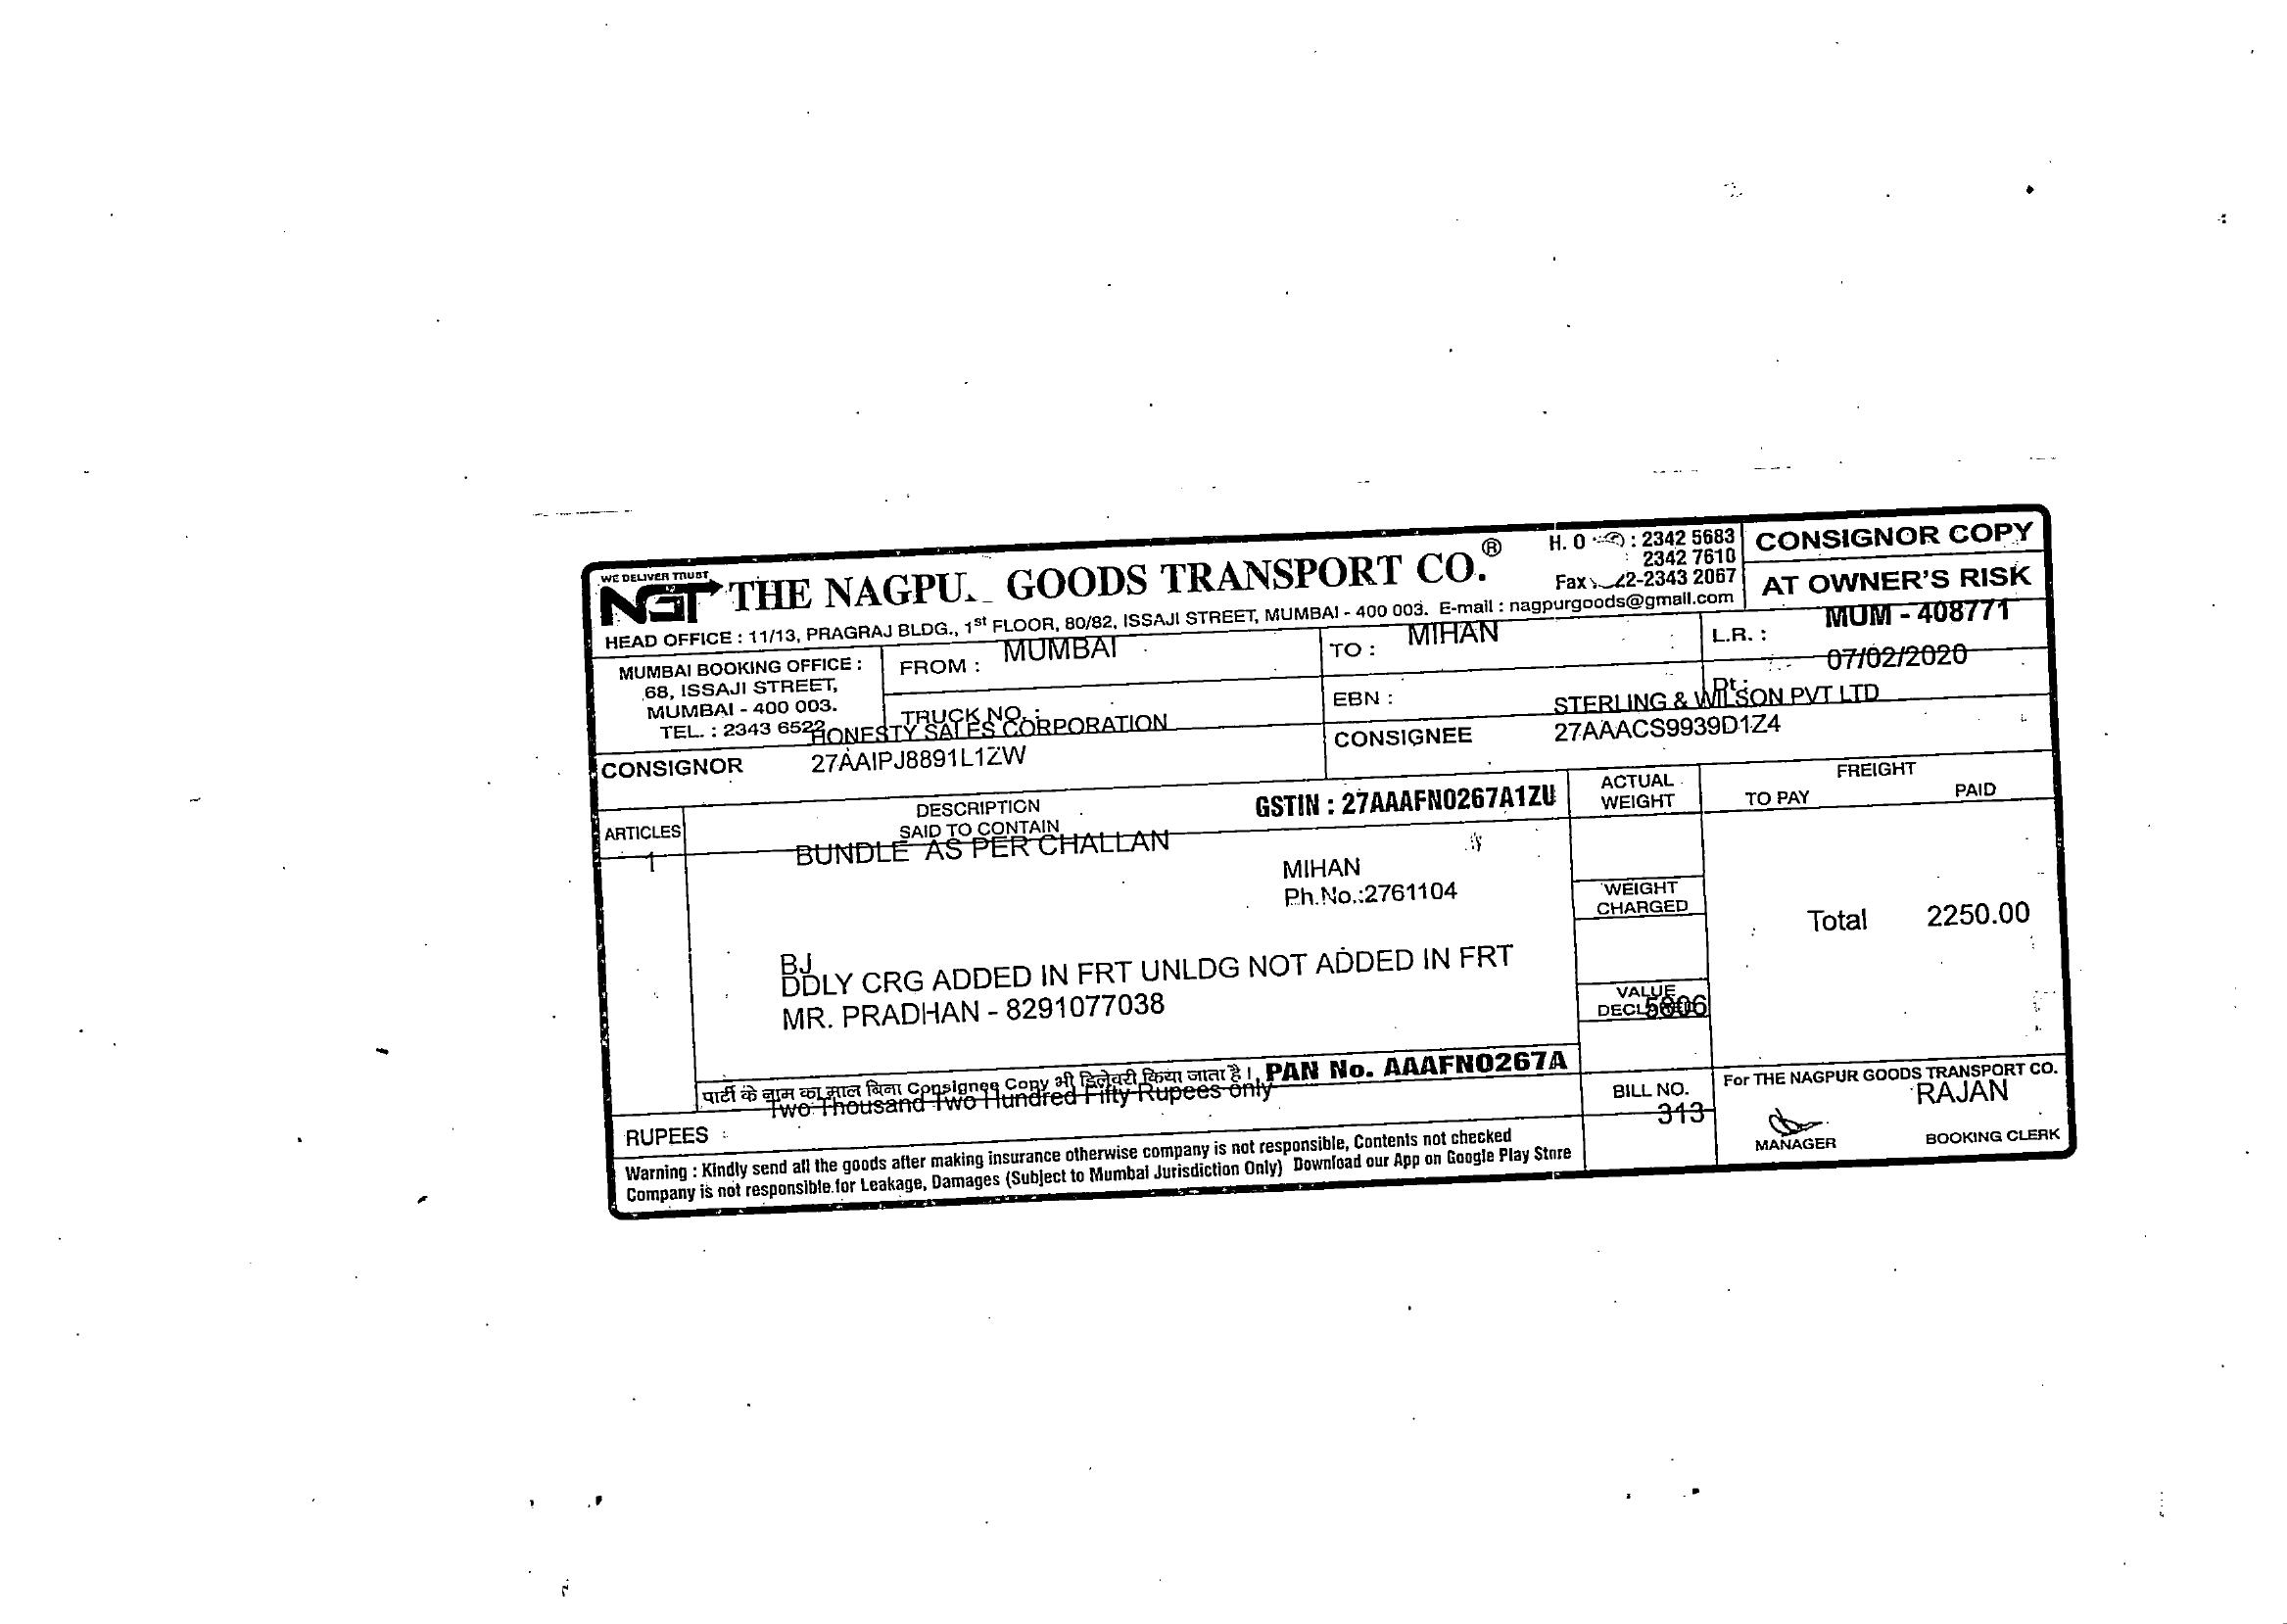 WE DELIVER TRUST
NGT THE NAGPU. GOODS TRANSPORT CO.®
H. O : 2342 5683
: 2342 7610
Fax 22-2343 2067
CONSIGNOR COPY
AT OWNER'S RISK
HEAD OFFICE : 11/13, PRAGRAJ BLDG., 1st FLOOR, 80/82, ISSAJI STREET, MUMBAI - 400 003. E-mail : nagpurgoods@gmail.com
MUMBAI BOOKING OFFICE :
68, ISSAJI STREET,
MUMBAI - 400 003.
TEL. : 2343 6522
FROM : MUMBAI
TO : MIHAN
L.R. : MUM - 408771
Dt : 07/02/2020
TRUCK NO. :
EBN :
CONSIGNOR HONESTY SALES CORPORATION
27AAIPJ8891L1ZW
CONSIGNEE STERLING & WILSON PVT LTD
27AAACS9939D1Z4
ARTICLES
DESCRIPTION
SAID TO CONTAIN
GSTIN : 27AAAFN0267A1ZU
ACTUAL
WEIGHT
FREIGHT
TO PAY PAID
1 BUNDLE AS PER CHALLAN
MIHAN
Ph.No.:2761104
WEIGHT
CHARGED
Total 2250.00
BJ
DDLY CRG ADDED IN FRT UNLDG NOT ADDED IN FRT
MR. PRADHAN - 8291077038
VALUE
5806
पार्टी के नाम का माल बिना Consignee Copy भी डिलेवरी किया जाता है ।, PAN No. AAAFN0267A
RUPEES : Two Thousand Two Hundred Fifty Rupees only
BILL NO.
313
For THE NAGPUR GOODS TRANSPORT CO.
RAJAN
MANAGER BOOKING CLERK
Warning : Kindly send all the goods after making insurance otherwise company is not responsible, Contents not checked
Company is not responsible for Leakage, Damages (Subject to Mumbai Jurisdiction Only) Download our App on Google Play Store